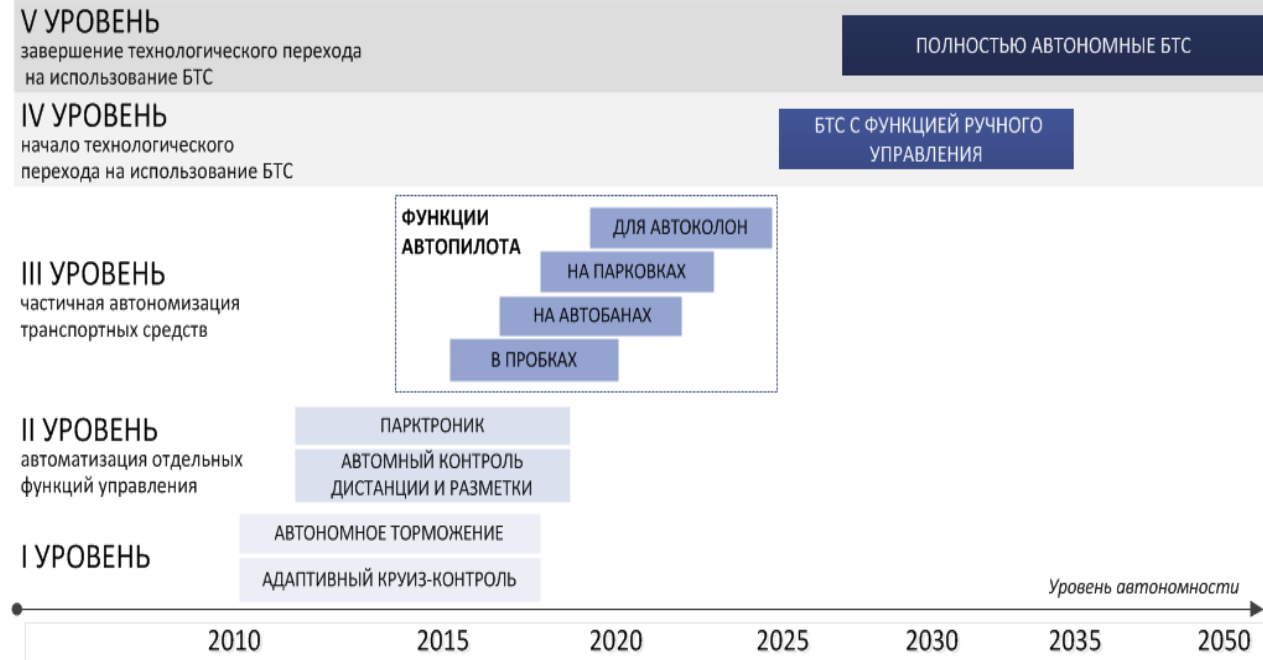 V УРОВЕНЬ
завершение технологического перехода
на использование БТС
ПОЛНОСТЬЮ АВТОНОМНЫЕ БТС
IV УРОВЕНЬ
начало технологического
перехода на использование БТС
БТС С ФУНКЦИЕЙ РУЧНОГО
УПРАВЛЕНИЯ
III УРОВЕНЬ
частичная автономизация
транспортных средств
ФУНКЦИИ
АВТОПИЛОТА
ДЛЯ АВТОКОЛОН
НА ПАРКОВКАХ
НА АВТОБАНАХ
В ПРОБКАХ
II УРОВЕНЬ
автоматизация отдельных
функций управления
ПАРКТРОНИК
АВТОМНЫЙ КОНТРОЛЬ
ДИСТАНЦИИ И РАЗМЕТКИ
I УРОВЕНЬ
АВТОНОМНОЕ ТОРМОЖЕНИЕ
АДАПТИВНЫЙ КРУИЗ-КОНТРОЛЬ
Уровень автономности
2010 2015 2020 2025 2030 2035 2050